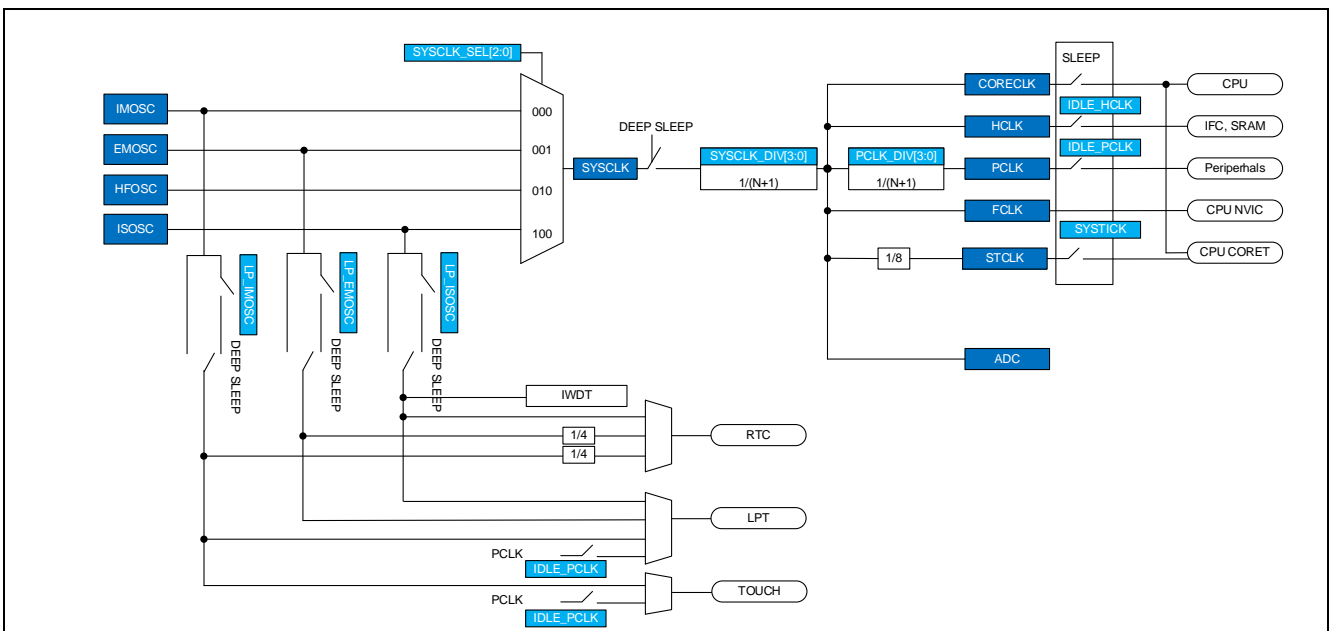 SYSCLK_SEL[2:0]
IMOSC
EMOSC
HFOSC
ISOSC
000
001
010
100
SYSCLK
DEEP SLEEP
SYSCLK_DIV[3:0]
1/(N+1)
PCLK_DIV[3:0]
1/(N+1)
SLEEP
CORECLK
CPU
IDLE_HCLK
HCLK
IFC, SRAM
IDLE_PCLK
PCLK
Periperhals
FCLK
CPU NVIC
SYSTICK
1/8
STCLK
CPU CORET
ADC
LP_IMOSC
DEEP SLEEP
LP_EMOSC
DEEP SLEEP
LP_ISOSC
DEEP SLEEP
IWDT
1/4
1/4
RTC
LPT
PCLK
IDLE_PCLK
TOUCH
PCLK
IDLE_PCLK